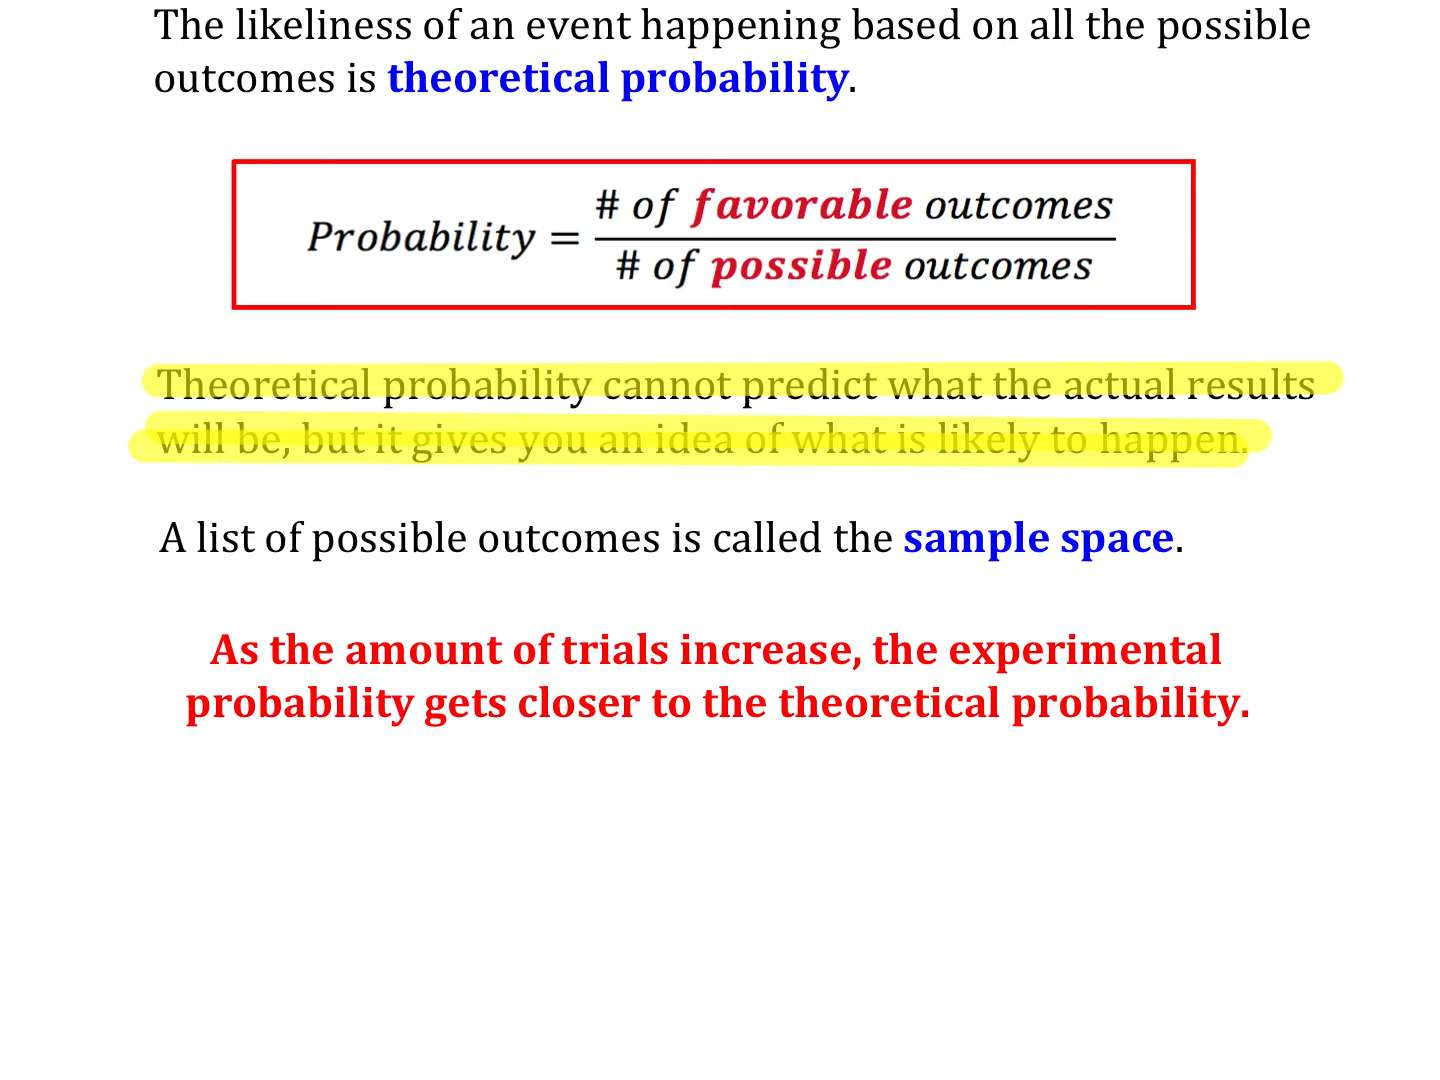 The likeliness of an event happening based on all the possible
outcomes is theoretical probability.
# of favorable outcomes
Probability =
# of possible outcomes
Theoretical probability cannot predict what the actual results
will be, but it gives you an idea of what is likely to happen.
A list of possible outcomes is called the sample space.
As the amount of trials increase, the experimental
probability gets closer to the theoretical probability.